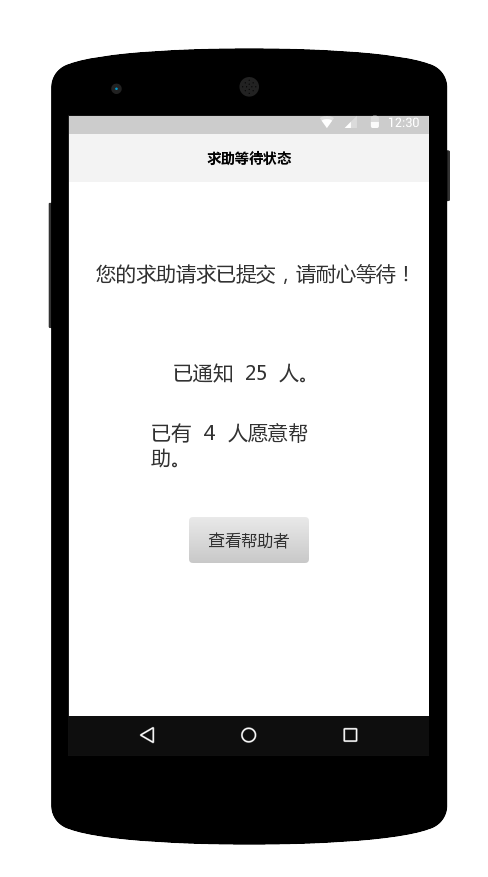 12:30
求助等待状态
您的求助请求已提交，请耐心等待！
已通知 25 人。
已有 4 人愿意帮
助。
查看帮助者